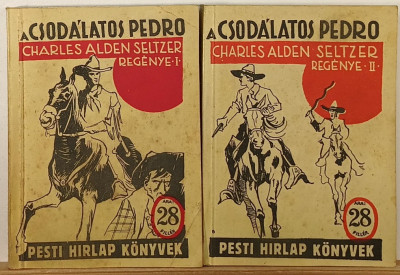 A CSODÁLATOS PEDRO
CHARLES ALDEN SELTZER
REGÉNYE·I·
ÁRA
28
FILLÉR
PESTI HIRLAP KÖNYVEK
A CSODÁLATOS PEDRO
CHARLES ALDEN SELTZER
REGÉNYE·II·
ÁRA
28
FILLÉR
PESTI HIRLAP KÖNYVEK